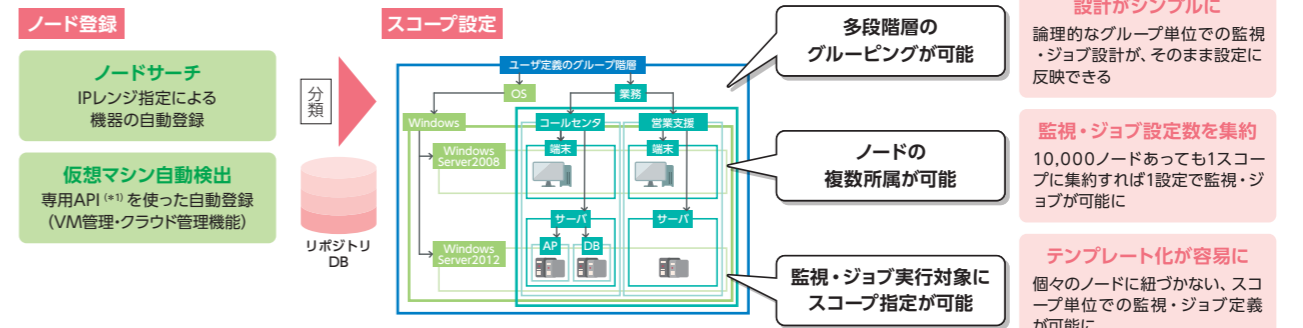 ノード登録
ノードサーチ
IPレンジ指定による
機器の自動登録
仮想マシン自動検出
専用API(*1)を使った自動登録
(VM管理・クラウド管理機能)
分類
リポジトリ
DB
スコープ設定
ユーザ定義のグループ階層
OS
業務
Windows
コールセンタ
営業支援
Windows
Server2008
端末
端末
サーバ
サーバ
AP
DB
Windows
Server2012
多段階層の
グルーピングが可能
ノードの
複数所属が可能
監視・ジョブ実行対象に
スコープ指定が可能
設計がシンプルに
論理的なグループ単位での監視
・ジョブ設計が、そのまま設定に
反映できる
監視・ジョブ設定数を集約
10,000ノードあっても1スコー
プに集約すれば1設定で監視・ジ
ョブが可能に
テンプレート化が容易に
個々のノードに紐づかない、スコ
ープ単位での監視・ジョブ定義
が可能に